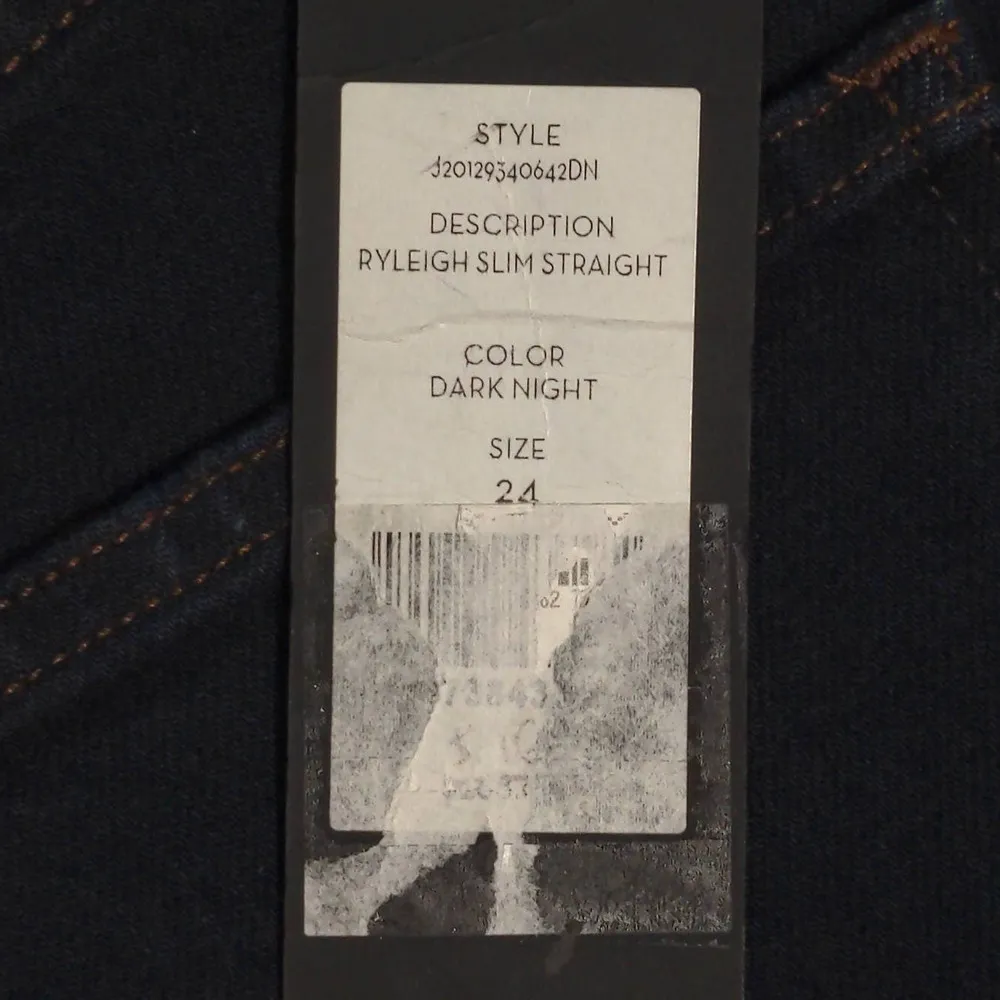 STYLE
J20129340642DN
DESCRIPTION
RYLEIGH SLIM STRAIGHT
COLOR
DARK NIGHT
SIZE
24